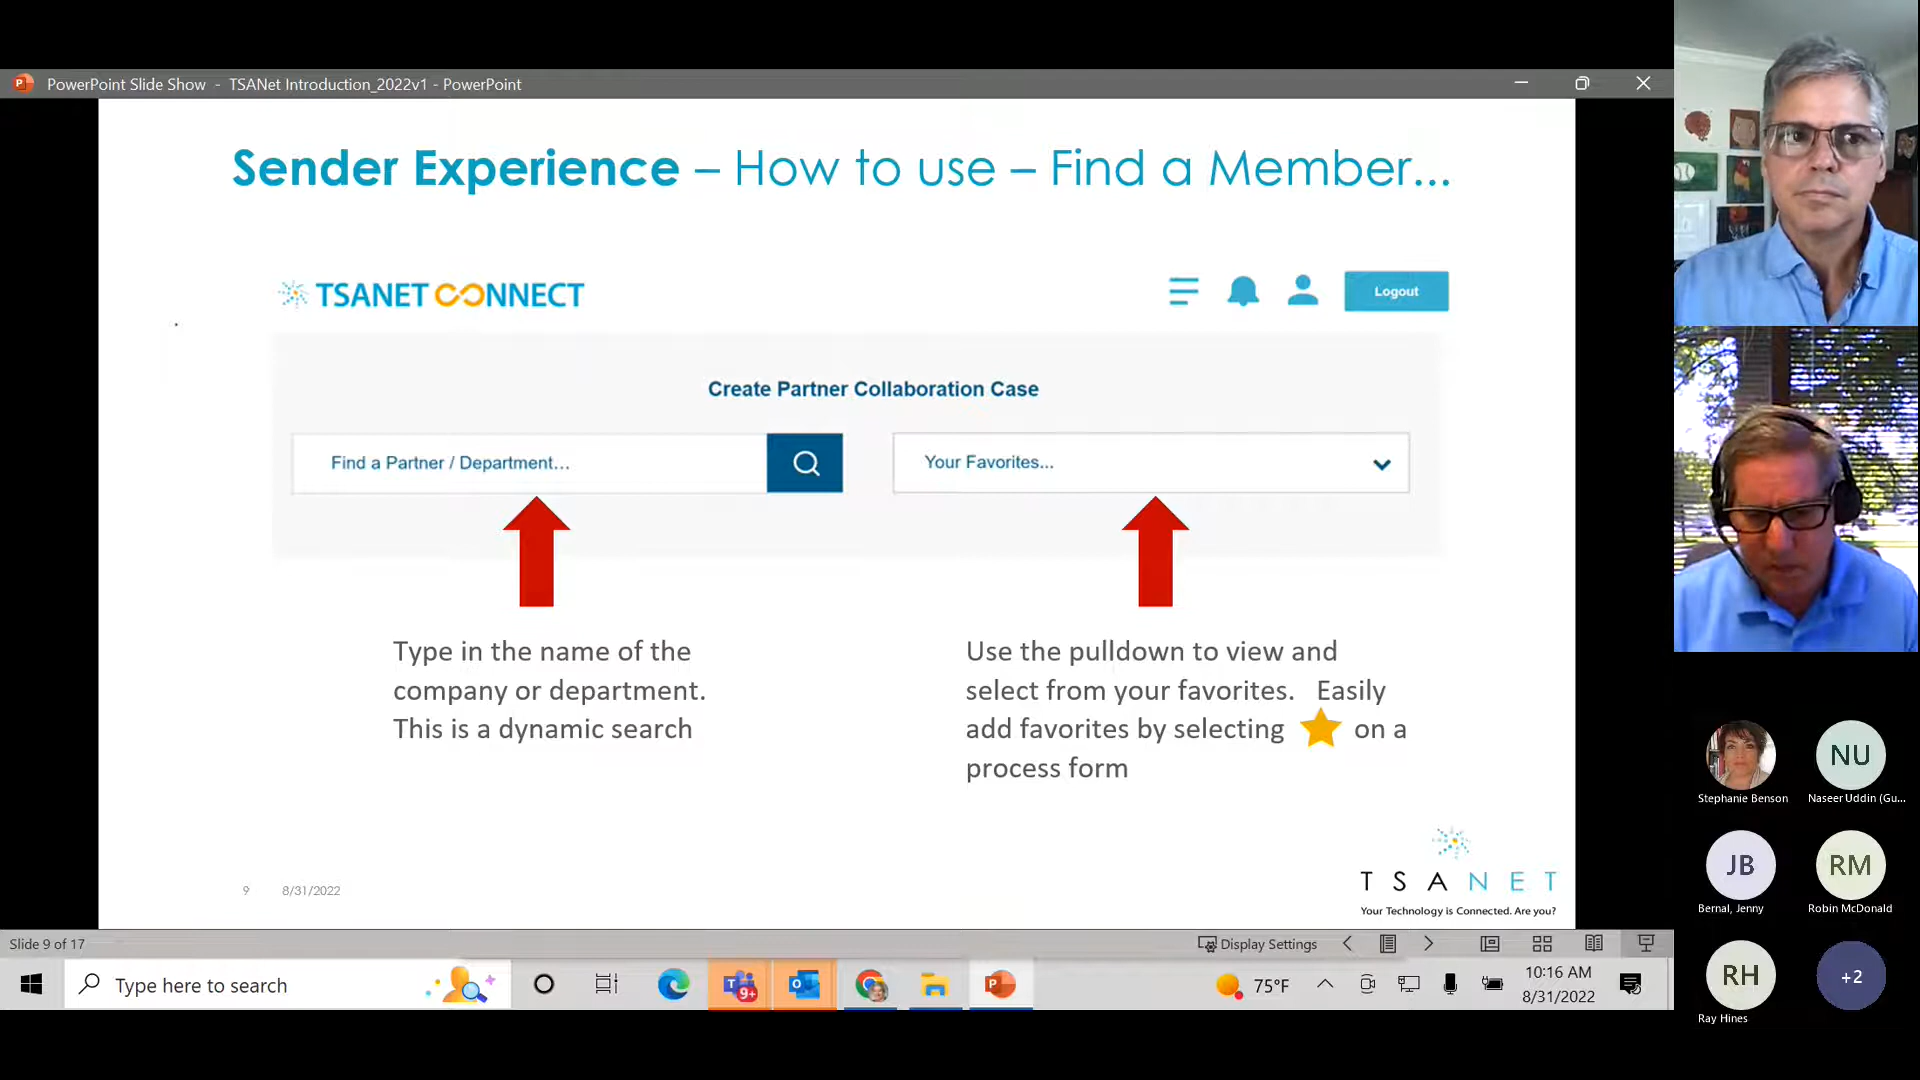 PowerPoint Slide Show - TSANet Introduction_2022v1 - PowerPoint
Sender Experience – How to use – Find a Member...
TSANET CONNECT
Logout
Create Partner Collaboration Case
Find a Partner / Department...
Your Favorites...
Type in the name of the
company or department.
This is a dynamic search
Use the pulldown to view and
select from your favorites. Easily
add favorites by selecting on a
process form
TSANET
Your Technology is Connected. Are you?
9 8/31/2022
Slide 9 of 17
Display Settings
Type here to search
9+
75°F
10:16 AM
8/31/2022
Stephanie Benson
NU
Naseer Uddin (Gu...
JB
Bernal, Jenny
RM
Robin McDonald
RH
Ray Hines
+2